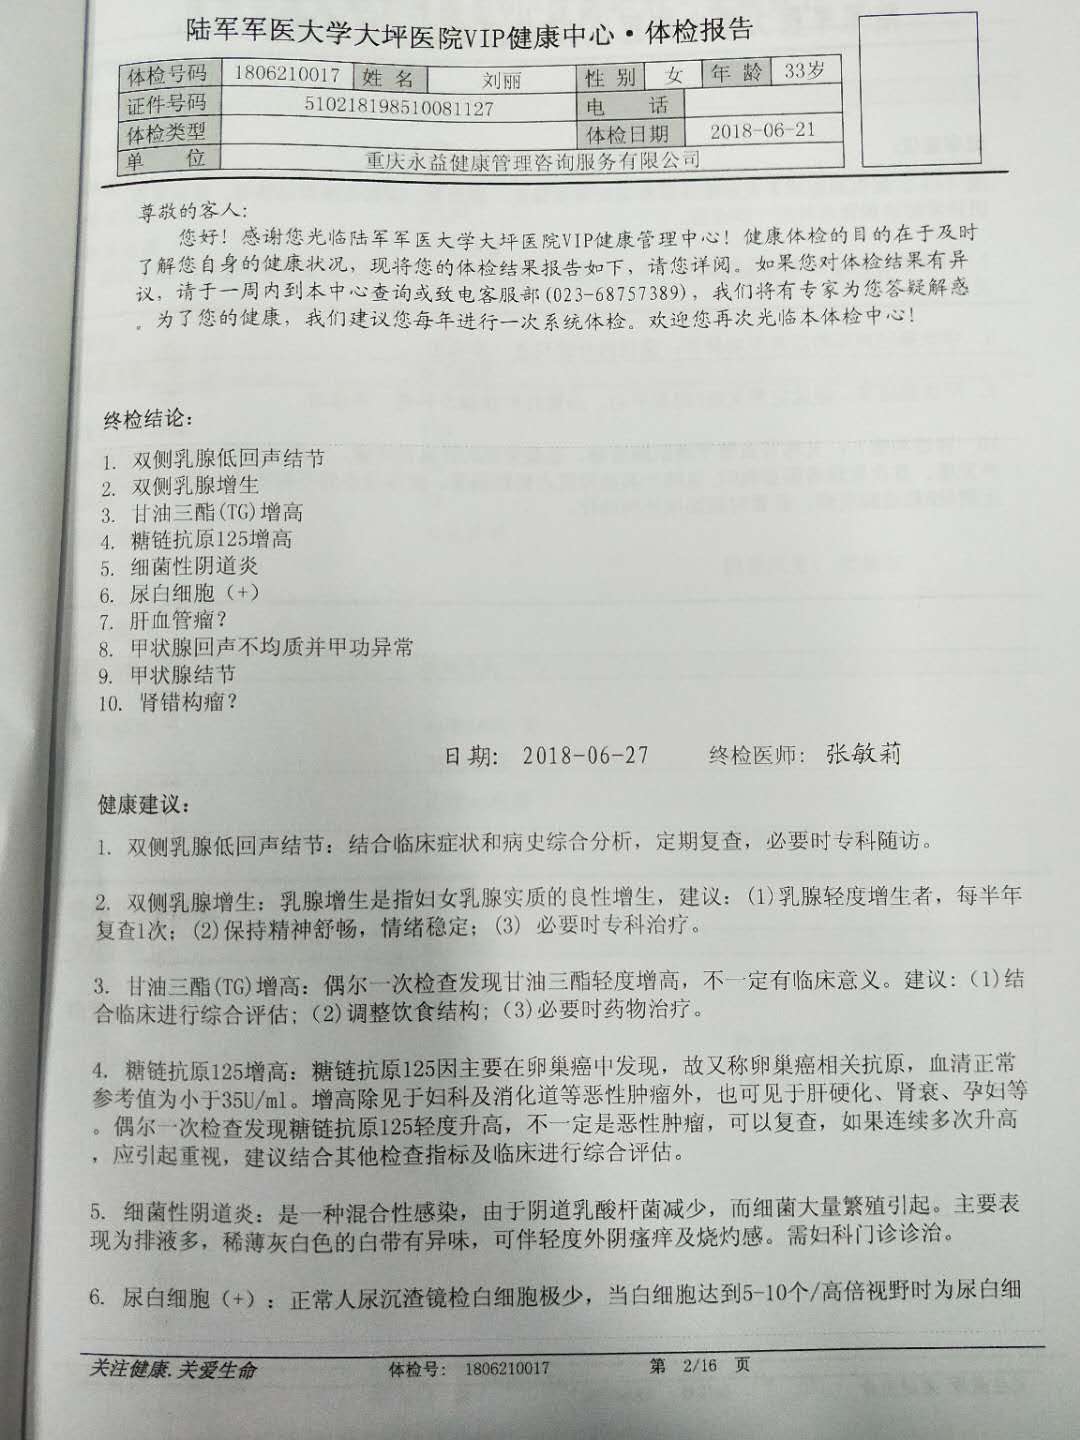 陆军军医大学大坪医院VIP健康中心·体检报告
体检号码 1806210017 姓 名 刘丽 性 别 女 年 龄 33岁
证件号码 510218198510081127 电 话
体检类型 体检日期 2018-06-21
单 位 重庆永益健康管理咨询服务有限公司
尊敬的客人：
您好！感谢您光临陆军军医大学大坪医院VIP健康管理中心！健康体检的目的在于及时
了解您自身的健康状况，现将您的体检结果报告如下，请您详阅。如果您对体检结果有异
议，请于一周内到本中心查询或致电客服部(023-68757389)，我们将有专家为您答疑解惑
。为了您的健康，我们建议您每年进行一次系统体检。欢迎您再次光临本体检中心！
终检结论：
1. 双侧乳腺低回声结节
2. 双侧乳腺增生
3. 甘油三酯(TG)增高
4. 糖链抗原125增高
5. 细菌性阴道炎
6. 尿白细胞（+）
7. 肝血管瘤？
8. 甲状腺回声不均质并甲功异常
9. 甲状腺结节
10. 肾错构瘤？
日期： 2018-06-27 终检医师： 张敏莉
健康建议：
1. 双侧乳腺低回声结节：结合临床症状和病史综合分析，定期复查，必要时专科随访。
2. 双侧乳腺增生：乳腺增生是指妇女乳腺实质的良性增生，建议：(1)乳腺轻度增生者，每半年
复查1次；(2)保持精神舒畅，情绪稳定；(3) 必要时专科治疗。
3. 甘油三酯(TG)增高：偶尔一次检查发现甘油三酯轻度增高，不一定有临床意义。建议：(1)结
合临床进行综合评估；(2)调整饮食结构；(3)必要时药物治疗。
4. 糖链抗原125增高：糖链抗原125因主要在卵巢癌中发现，故又称卵巢癌相关抗原，血清正常
参考值为小于35U/ml。增高除见于妇科及消化道等恶性肿瘤外，也可见于肝硬化、肾衰、孕妇等
。偶尔一次检查发现糖链抗原125轻度升高，不一定是恶性肿瘤，可以复查，如果连续多次升高
，应引起重视，建议结合其他检查指标及临床进行综合评估。
5. 细菌性阴道炎：是一种混合性感染，由于阴道乳酸杆菌减少，而细菌大量繁殖引起。主要表
现为排液多，稀薄灰白色的白带有异味，可伴轻度外阴瘙痒及烧灼感。需妇科门诊诊治。
6. 尿白细胞（+）：正常人尿沉渣镜检白细胞极少，当白细胞达到5-10个/高倍视野时为尿白细
关注健康.关爱生命 体检号： 1806210017 第 2/16 页